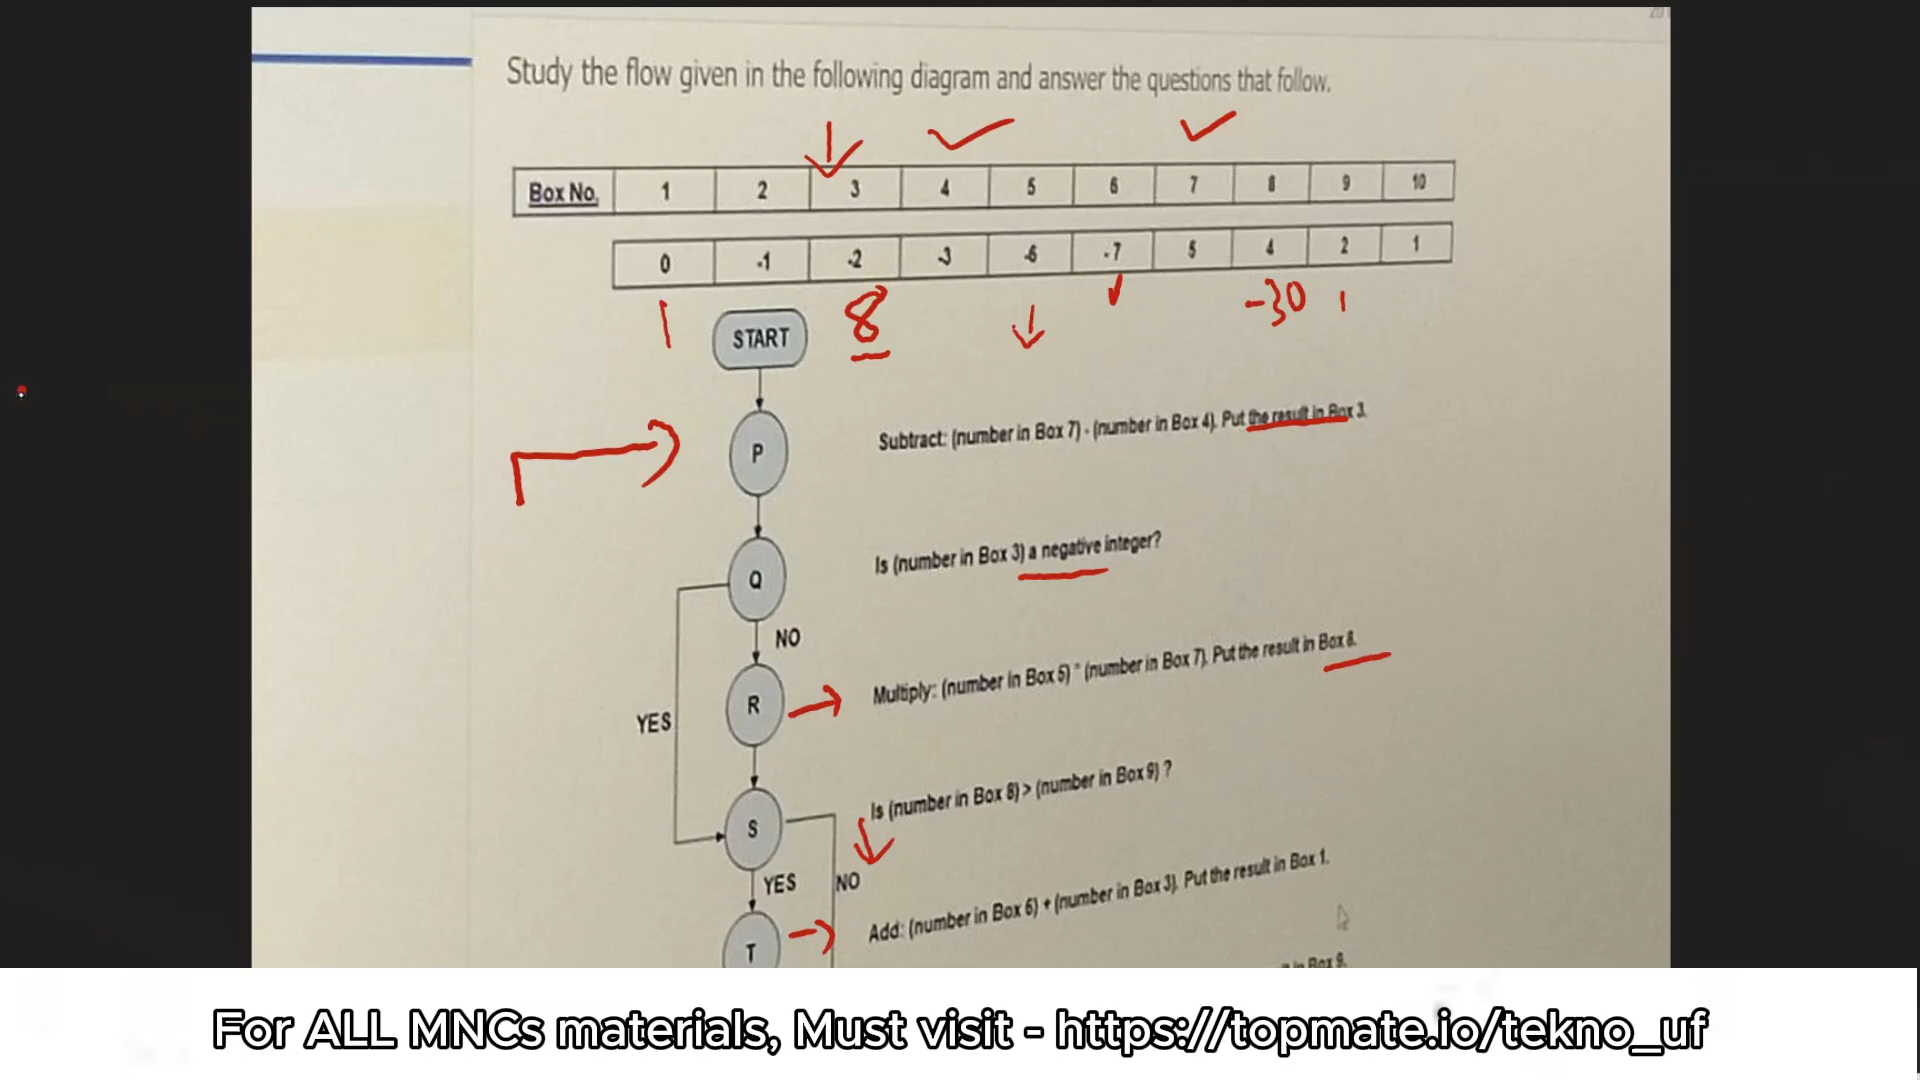 Study the flow given in the following diagram and answer the questions that follow.
Box No. 1 2 3 4 5 6 7 8 9 10
0 -1 -2 -3 -6 -7 5 4 2 1
1 8 -30 1
START
P Subtract: (number in Box 7) - (number in Box 4). Put the result in Box 3.
Q Is (number in Box 3) a negative integer?
NO
R Multiply: (number in Box 5) * (number in Box 7). Put the result in Box 8.
YES
S Is (number in Box 8) > (number in Box 9) ?
YES NO
T Add: (number in Box 6) + (number in Box 3). Put the result in Box 1.
in Box 9.
For ALL MNCs materials, Must visit - https://topmate.io/tekno_uf